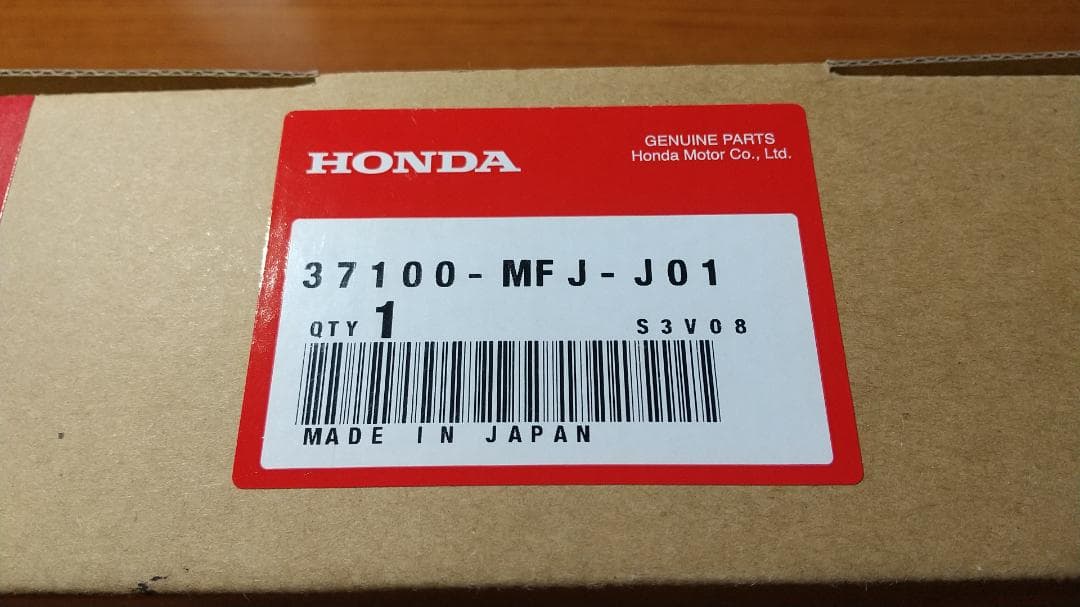 HONDA
GENUINE PARTS
Honda Motor Co., Ltd.
37100-MFJ-J01
QTY 1
S3V08
MADE IN JAPAN